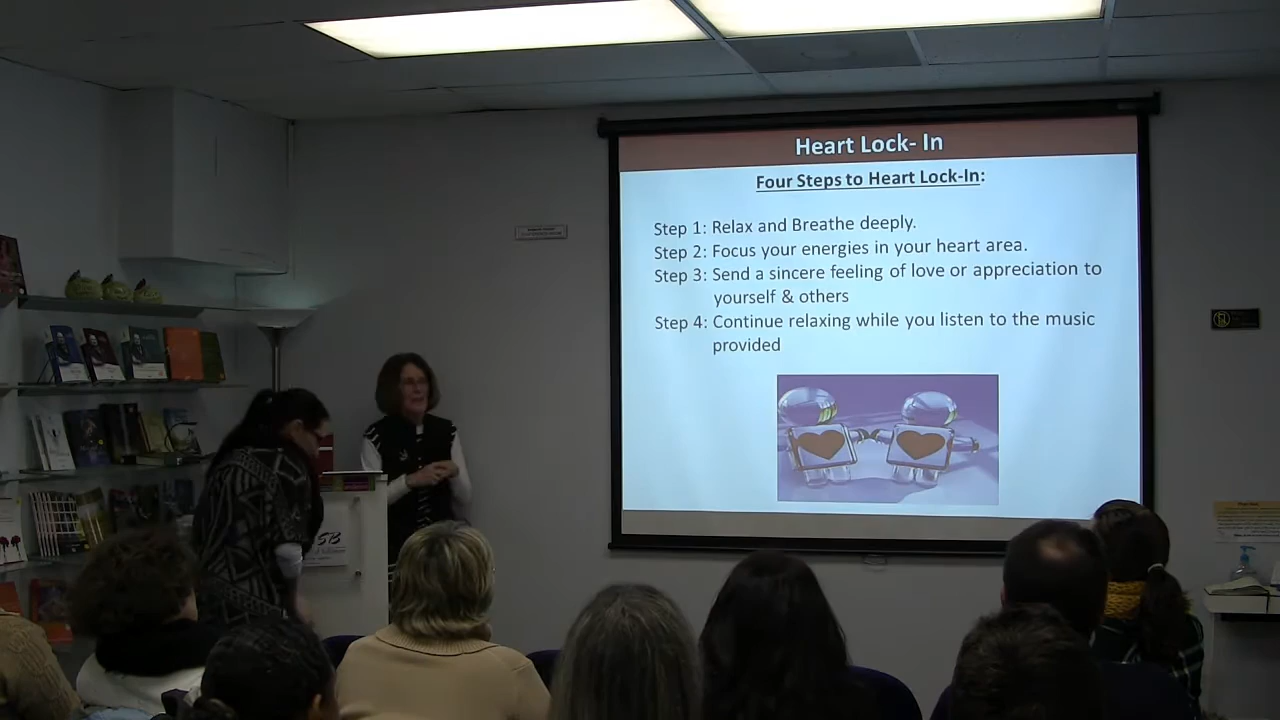 Heart Lock- In
Four Steps to Heart Lock-In:
Step 1: Relax and Breathe deeply.
Step 2: Focus your energies in your heart area.
Step 3: Send a sincere feeling of love or appreciation to
yourself & others
Step 4: Continue relaxing while you listen to the music
provided
SB